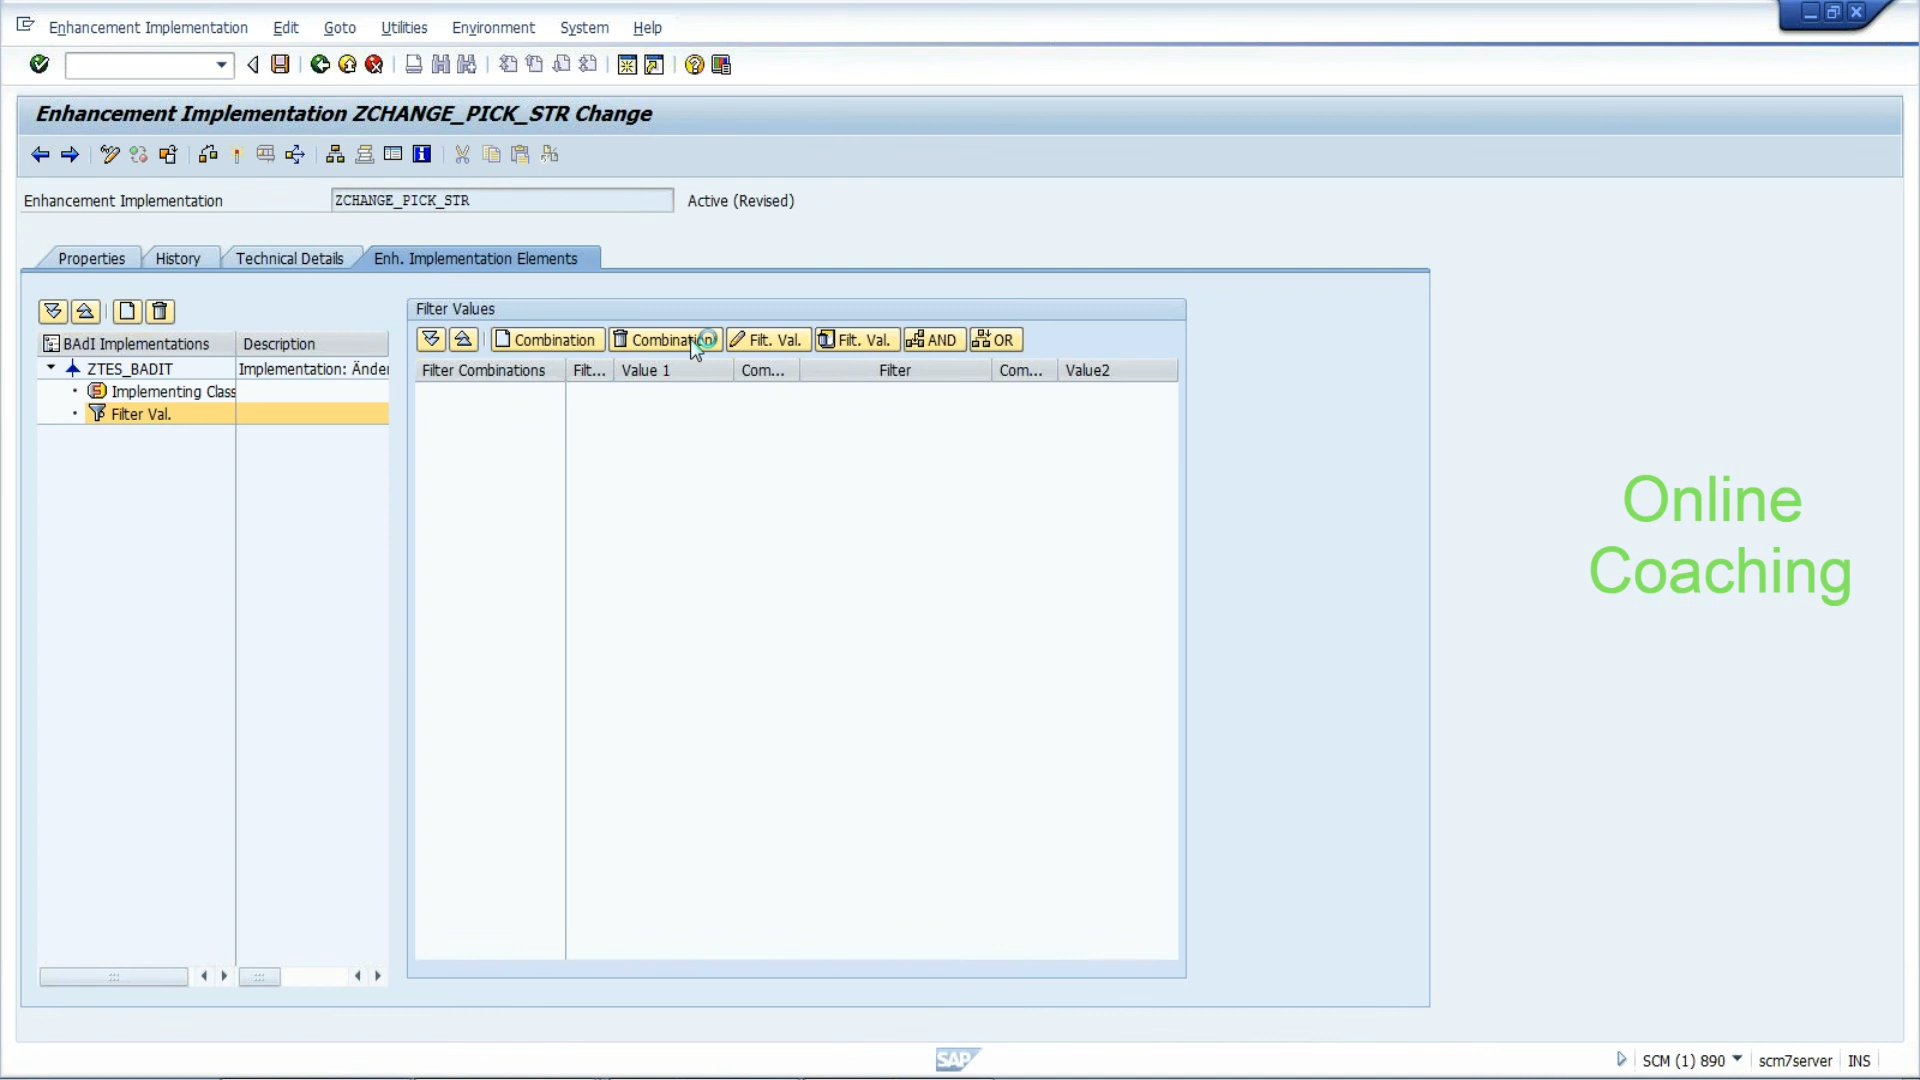 Enhancement Implementation Edit Goto Utilities Environment System Help
Enhancement Implementation ZCHANGE_PICK_STR Change
Enhancement Implementation ZCHANGE_PICK_STR Active (Revised)
Properties History Technical Details Enh. Implementation Elements
Filter Values
Combination Combination Filt. Val. Filt. Val. AND OR
BAdI Implementations Description
Filter Combinations Filt... Value 1 Com... Filter Com... Value2
ZTES_BADIT Implementation: Änder
Implementing Class
Filter Val.
Online
Coaching
SAP
SCM (1) 890 scm7server INS